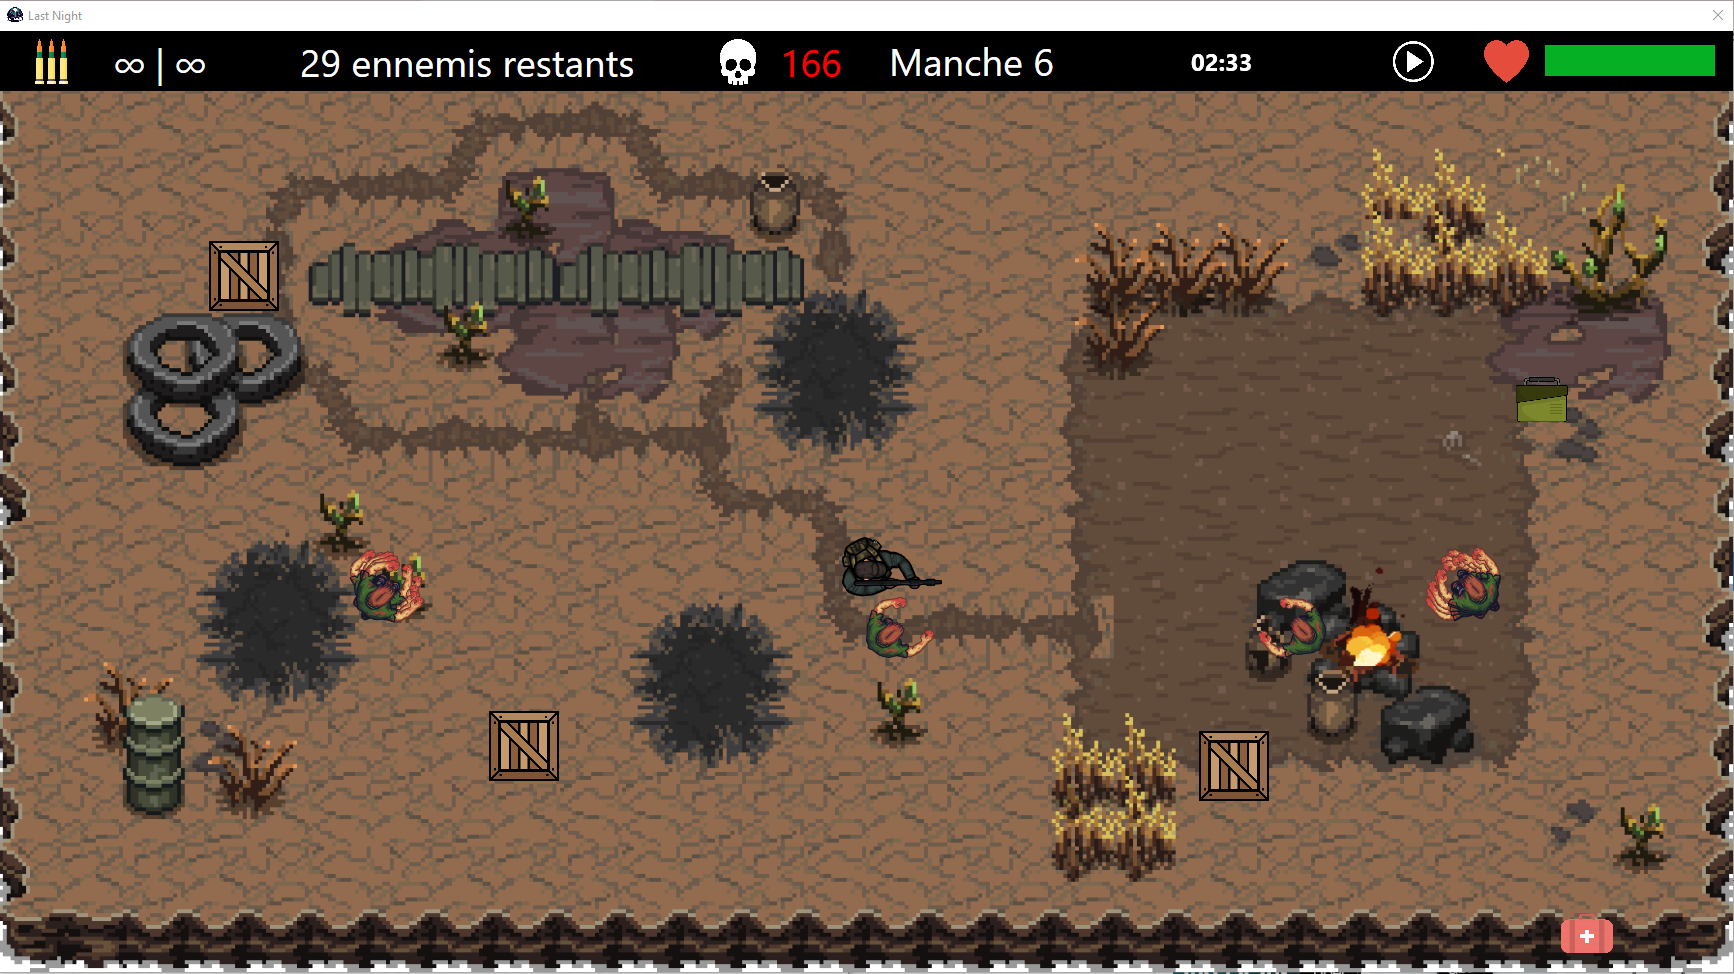 Last Night
∞ | ∞ 29 ennemis restants 166 Manche 6 02:33